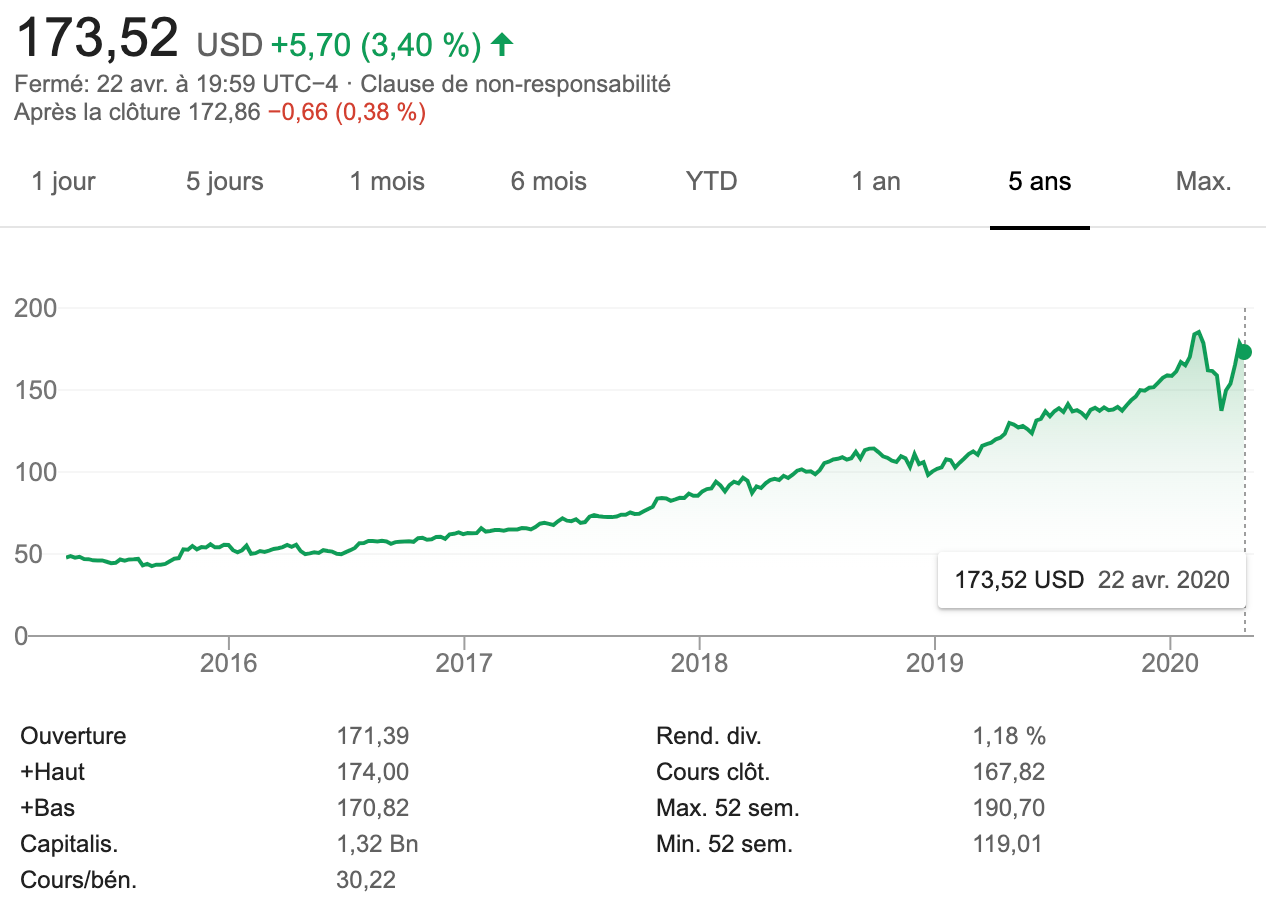 173,52 USD +5,70 (3,40 %)
Fermé: 22 avr. à 19:59 UTC−4 · Clause de non-responsabilité
Après la clôture 172,86 −0,66 (0,38 %)
1 jour 5 jours 1 mois 6 mois YTD 1 an 5 ans Max.
200
150
100
50
173,52 USD 22 avr. 2020
0
2016 2017 2018 2019 2020
Ouverture 171,39 Rend. div. 1,18 %
+Haut 174,00 Cours clôt. 167,82
+Bas 170,82 Max. 52 sem. 190,70
Capitalis. 1,32 Bn Min. 52 sem. 119,01
Cours/bén. 30,22